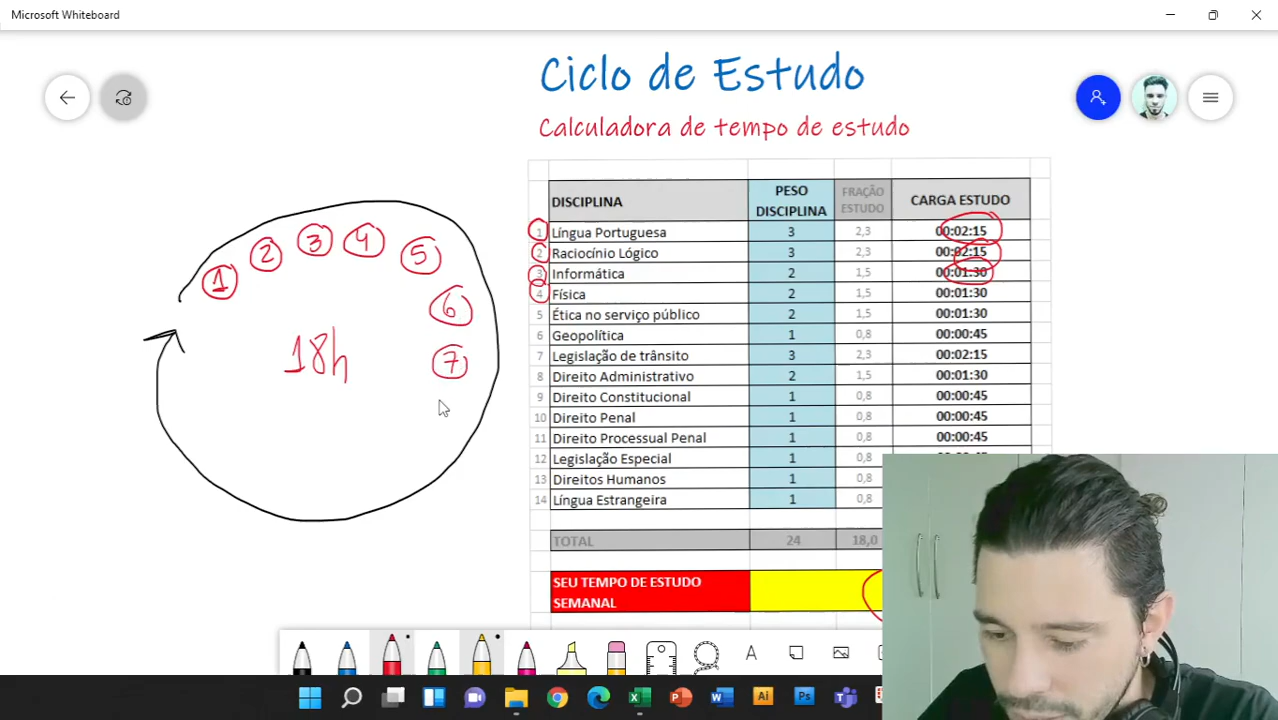 Microsoft Whiteboard
Ciclo de Estudo
Calculadora de tempo de estudo
DISCIPLINA PESO DISCIPLINA FRAÇÃO ESTUDO CARGA ESTUDO
1 Língua Portuguesa 3 2,3 00:02:15
2 Raciocínio Lógico 3 2,3 00:02:15
3 Informática 2 1,5 00:01:30
4 Física 2 1,5 00:01:30
5 Ética no serviço público 2 1,5 00:01:30
6 Geopolítica 1 0,8 00:00:45
7 Legislação de trânsito 3 2,3 00:02:15
8 Direito Administrativo 2 1,5 00:01:30
9 Direito Constitucional 1 0,8 00:00:45
10 Direito Penal 1 0,8 00:00:45
11 Direito Processual Penal 1 0,8 00:00:45
12 Legislação Especial 1 0,8
13 Direitos Humanos 1 0,8
14 Língua Estrangeira 1 0,8
TOTAL 24 18,0
SEU TEMPO DE ESTUDO
SEMANAL
1 2 3 4 5
6
18h 7
A
W Ai Ps